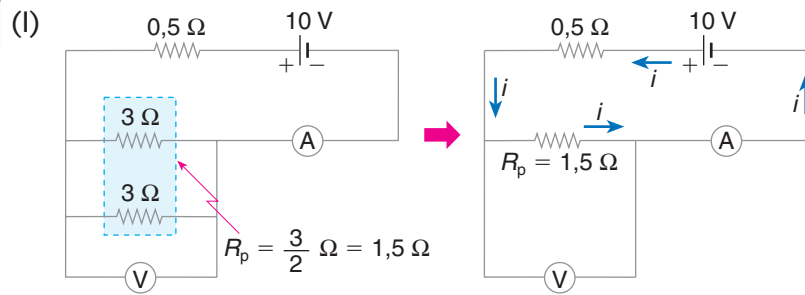 (I)
0,5 Ω
10 V
+ −
3 Ω
A
3 Ω
R_p = 3/2 Ω = 1,5 Ω
V
0,5 Ω
10 V
+ −
i
i
i
i
A
R_p = 1,5 Ω
V